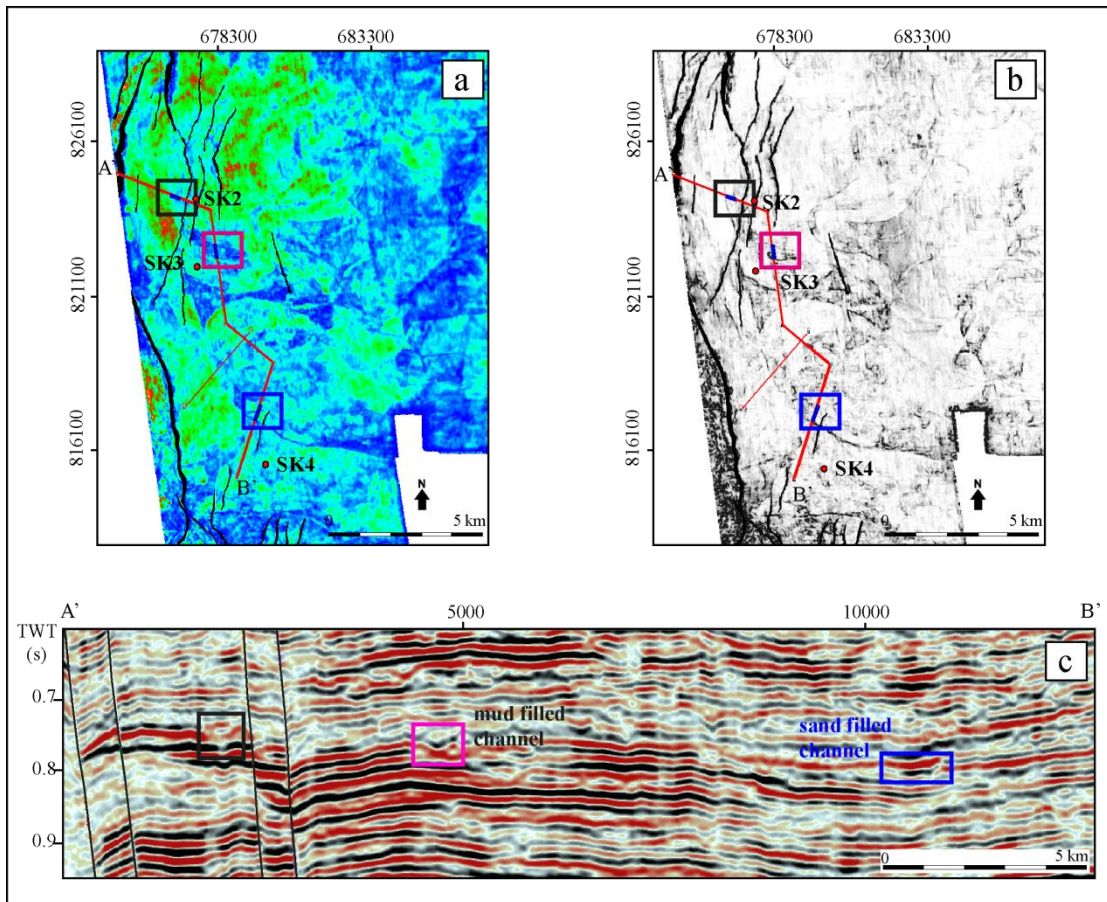 678300 683300
a
826100
821100
816100
A'
SK2
SK3
SK4
B'
N
0 5 km
678300 683300
b
826100
821100
816100
A'
SK2
SK3
SK4
B'
N
0 5 km
A' 5000 10000 B'
TWT
(s)
c
0.7
0.8
0.9
mud filled
channel
sand filled
channel
0 5 km